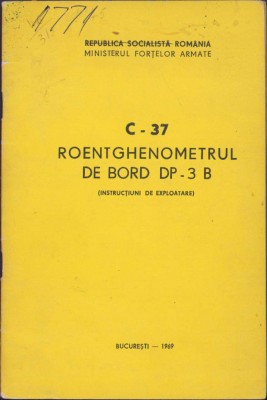 1771
REPUBLICA SOCIALISTĂ ROMÂNIA
MINISTERUL FORȚELOR ARMATE
C - 37
ROENTGHENOMETRUL
DE BORD DP - 3 B
(INSTRUCȚIUNI DE EXPLOATARE)
BUCUREȘTI — 1969